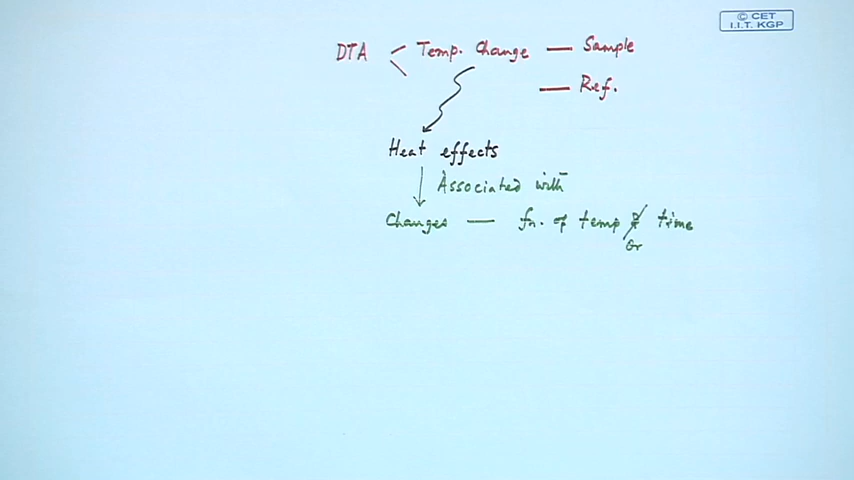 © CET
I.I.T. KGP
DTA Temp. Change — Sample
— Ref.
Heat effects
Associated with
Changes — fn. of temp time
or